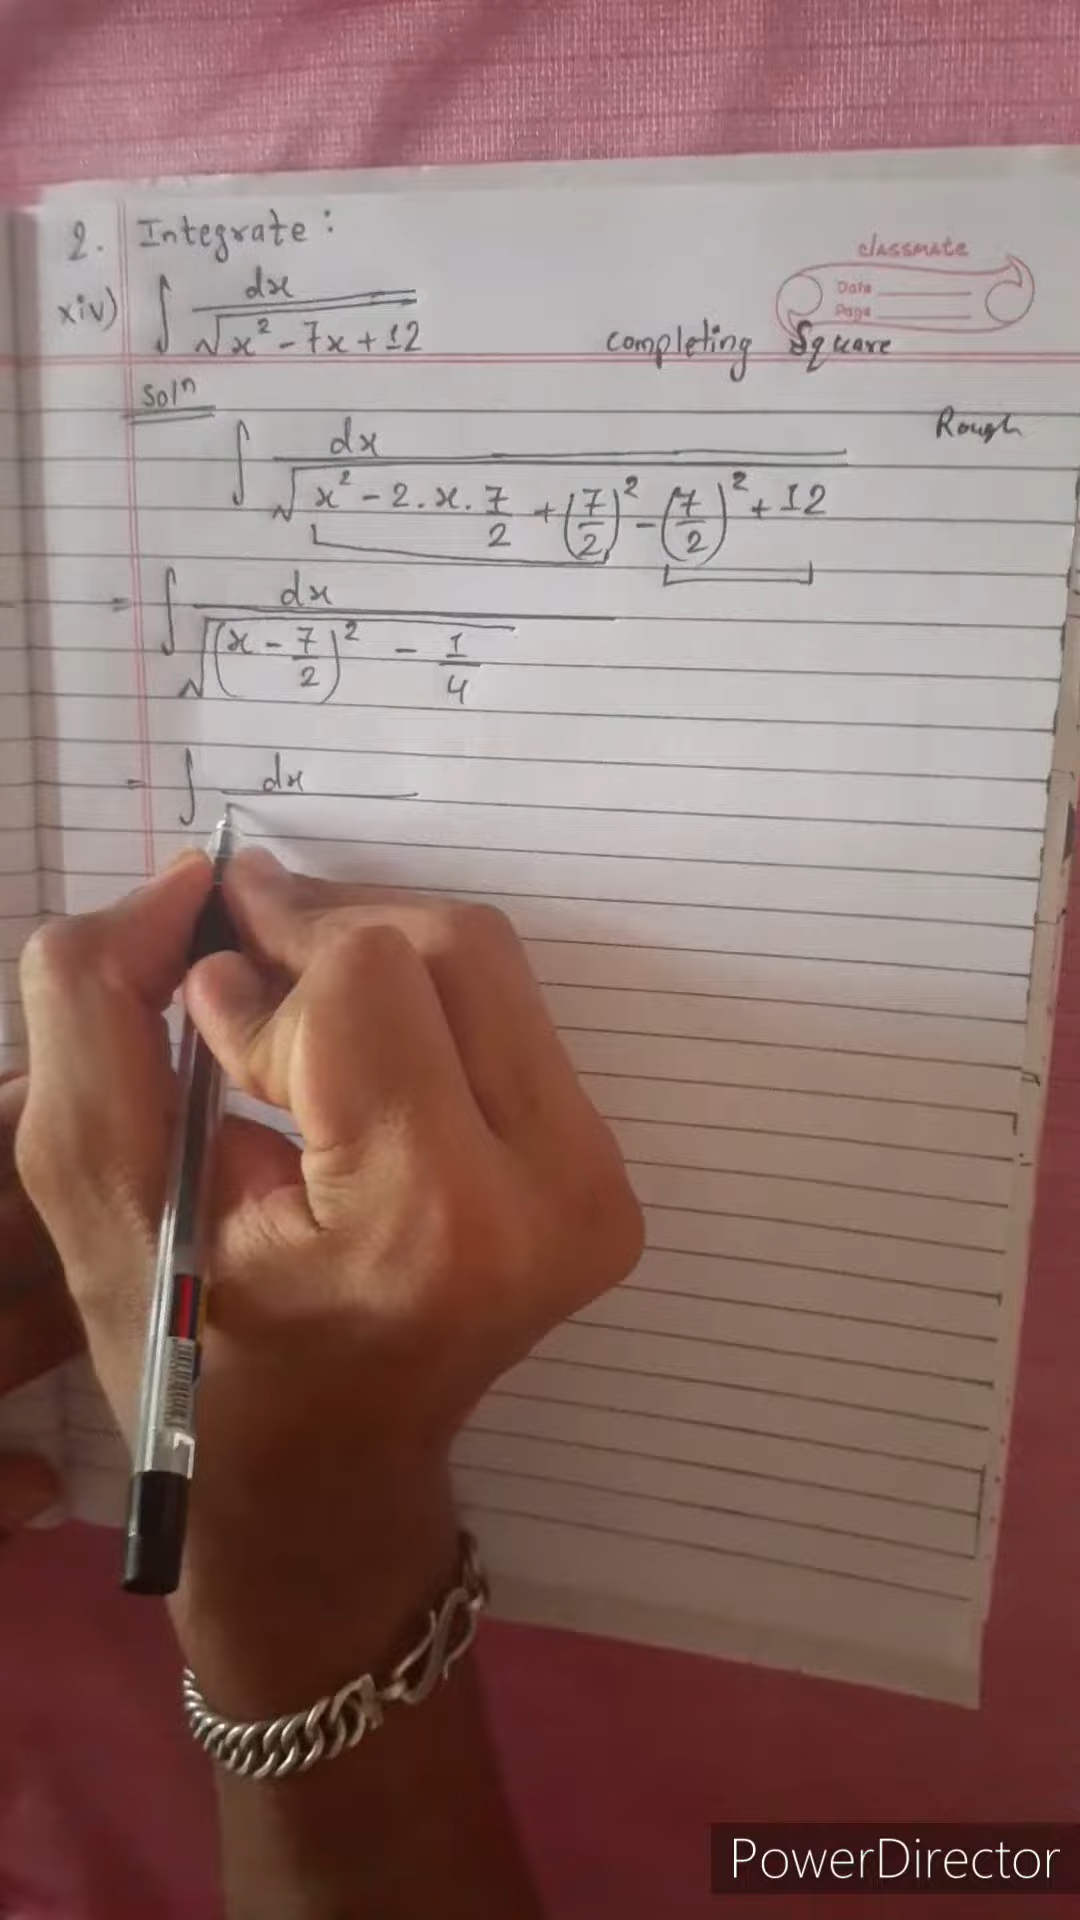 2. Integrate:
xiv) ∫ dx / √(x² - 7x + 12)
classmate
Date
Page
completing Square
Soln
Rough
∫ dx / √(x² - 2.x.7/2 + (7/2)² - (7/2)² + 12)
= ∫ dx / √((x - 7/2)² - 1/4)
= ∫ dx
PowerDirector